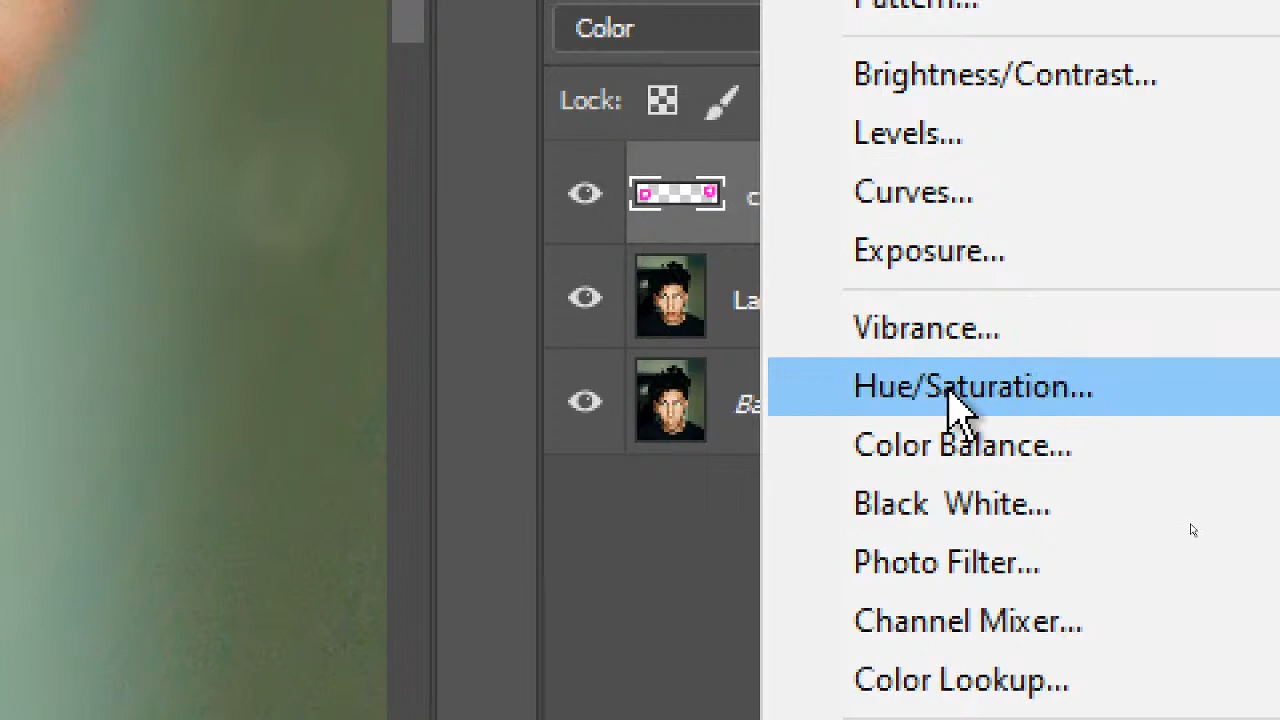 Pattern...
Color
Brightness/Contrast...
Lock:
Levels...
Curves...
Exposure...
Vibrance...
Hue/Saturation...
Color Balance...
Black  White...
Photo Filter...
Channel Mixer...
Color Lookup...